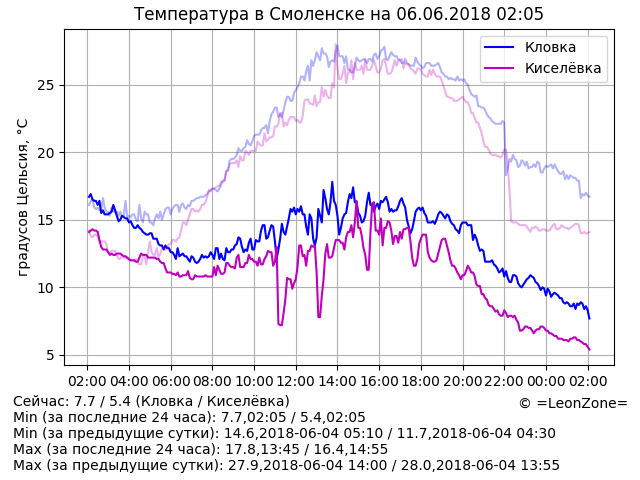 Температура в Смоленске на 06.06.2018 02:05
Кловка
Киселёвка
градусов Цельсия, °C
25
20
15
10
5
02:00 04:00 06:00 08:00 10:00 12:00 14:00 16:00 18:00 20:00 22:00 00:00 02:00
Сейчас: 7.7 / 5.4 (Кловка / Киселёвка)
© =LeonZone=
Min (за последние 24 часа): 7.7,02:05 / 5.4,02:05
Min (за предыдущие сутки): 14.6,2018-06-04 05:10 / 11.7,2018-06-04 04:30
Max (за последние 24 часа): 17.8,13:45 / 16.4,14:55
Max (за предыдущие сутки): 27.9,2018-06-04 14:00 / 28.0,2018-06-04 13:55